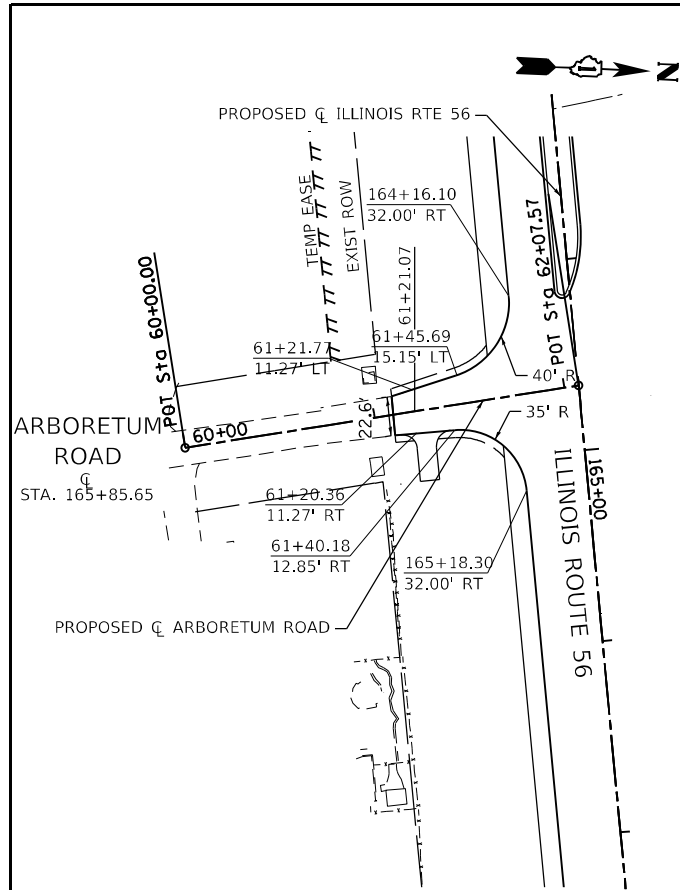 N
PROPOSED ℄ ILLINOIS RTE 56
TEMP EASE
EXIST ROW
164+16.10
32.00' RT
61+21.07
POT Sta 62+07.57
POT Sta 60+00.00
61+21.77
11.27' LT
61+45.69
15.15' LT
40' R
35' R
22.6'
60+00
ARBORETUM
ROAD
℄
STA. 165+85.65
61+20.36
11.27' RT
61+40.18
12.85' RT
165+18.30
32.00' RT
165+00
ILLINOIS ROUTE 56
PROPOSED ℄ ARBORETUM ROAD